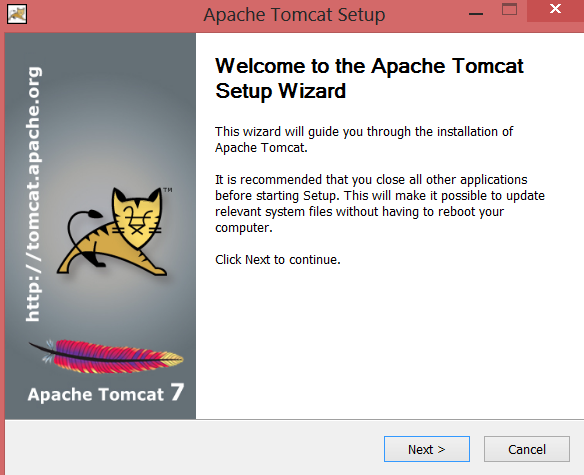 Apache Tomcat Setup
http://tomcat.apache.org
TM
Apache Tomcat 7
Welcome to the Apache Tomcat
Setup Wizard
This wizard will guide you through the installation of
Apache Tomcat.
It is recommended that you close all other applications
before starting Setup. This will make it possible to update
relevant system files without having to reboot your
computer.
Click Next to continue.
Next >
Cancel